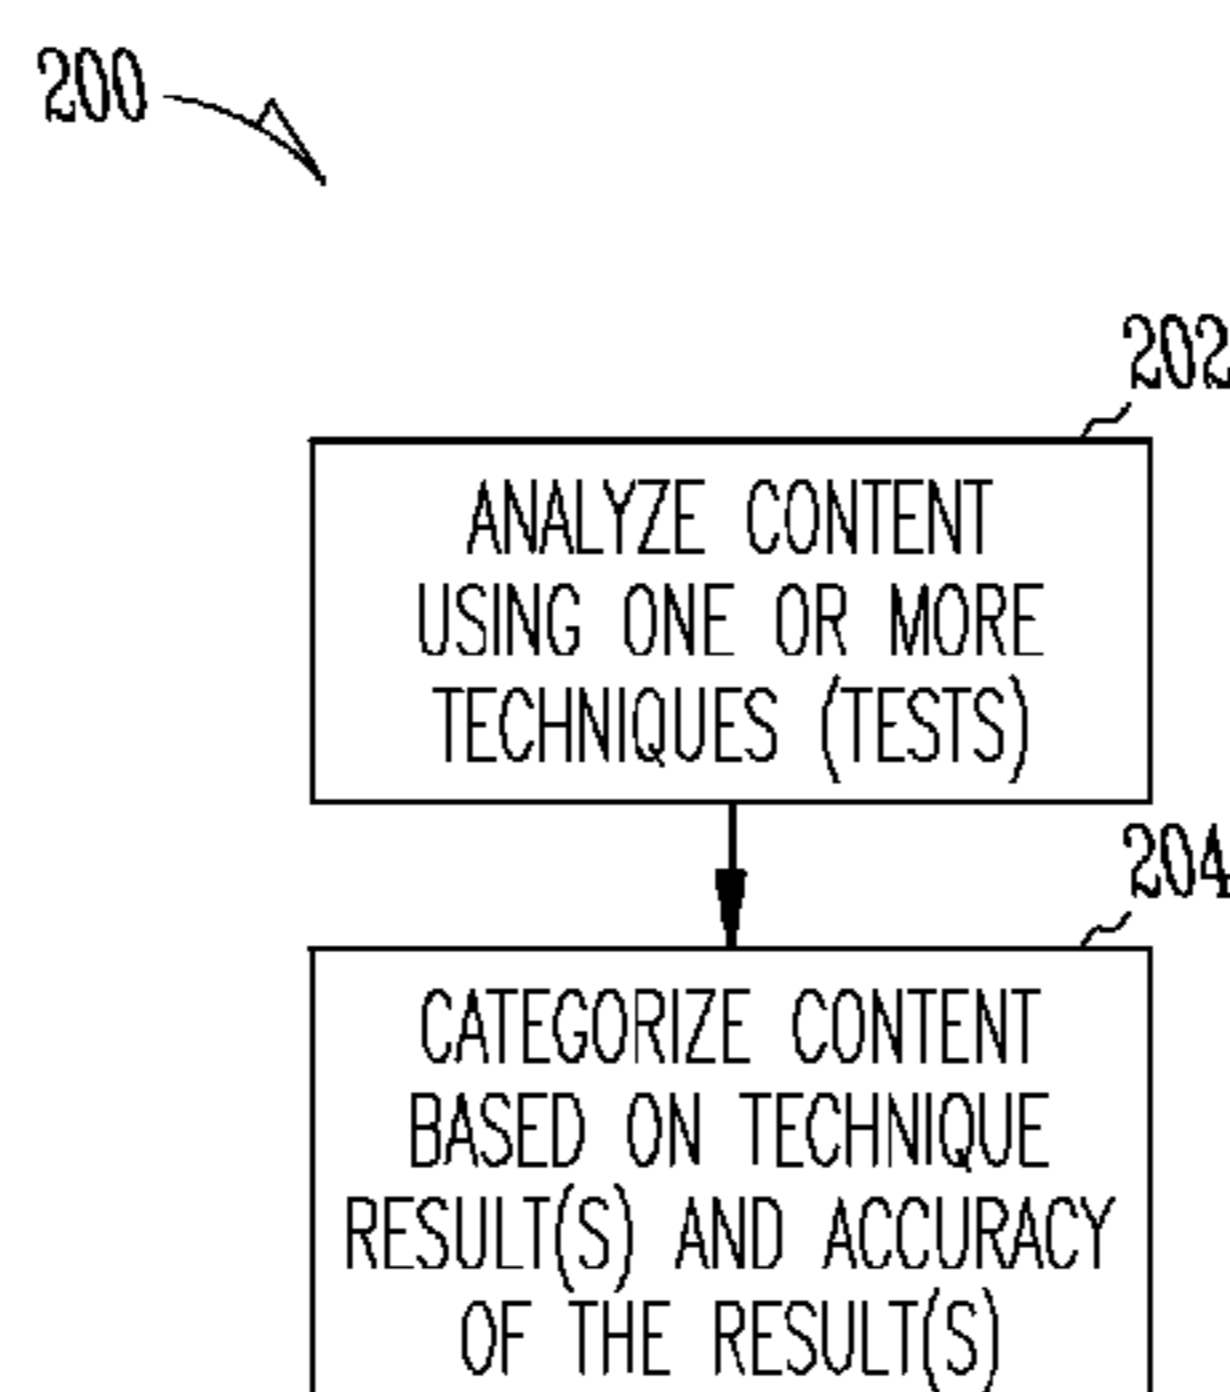 200
202
ANALYZE CONTENT
USING ONE OR MORE
TECHNIQUES (TESTS)
204
CATEGORIZE CONTENT
BASED ON TECHNIQUE
RESULT(S) AND ACCURACY
OF THE RESULT(S)